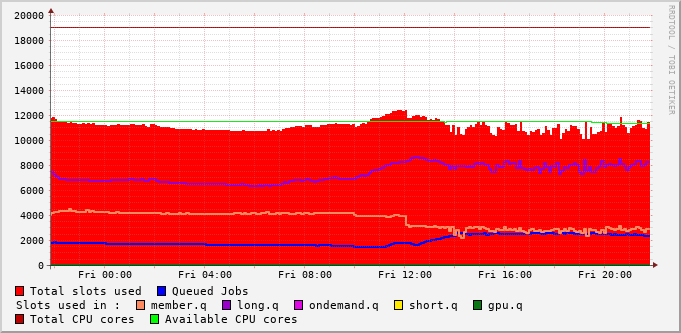 20000
18000
16000
14000
12000
10000
8000
6000
4000
2000
0
Fri 00:00 Fri 04:00 Fri 08:00 Fri 12:00 Fri 16:00 Fri 20:00
RRDTOOL / TOBI OETIKER
Total slots used Queued Jobs
Slots used in : member.q long.q ondemand.q short.q gpu.q
Total CPU cores Available CPU cores